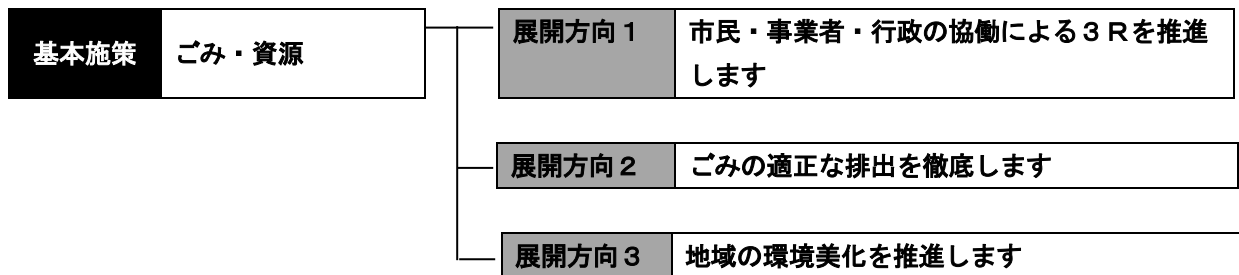 基本施策 ごみ・資源
展開方向１ 市民・事業者・行政の協働による３Ｒを推進
します
展開方向２ ごみの適正な排出を徹底します
展開方向３ 地域の環境美化を推進します